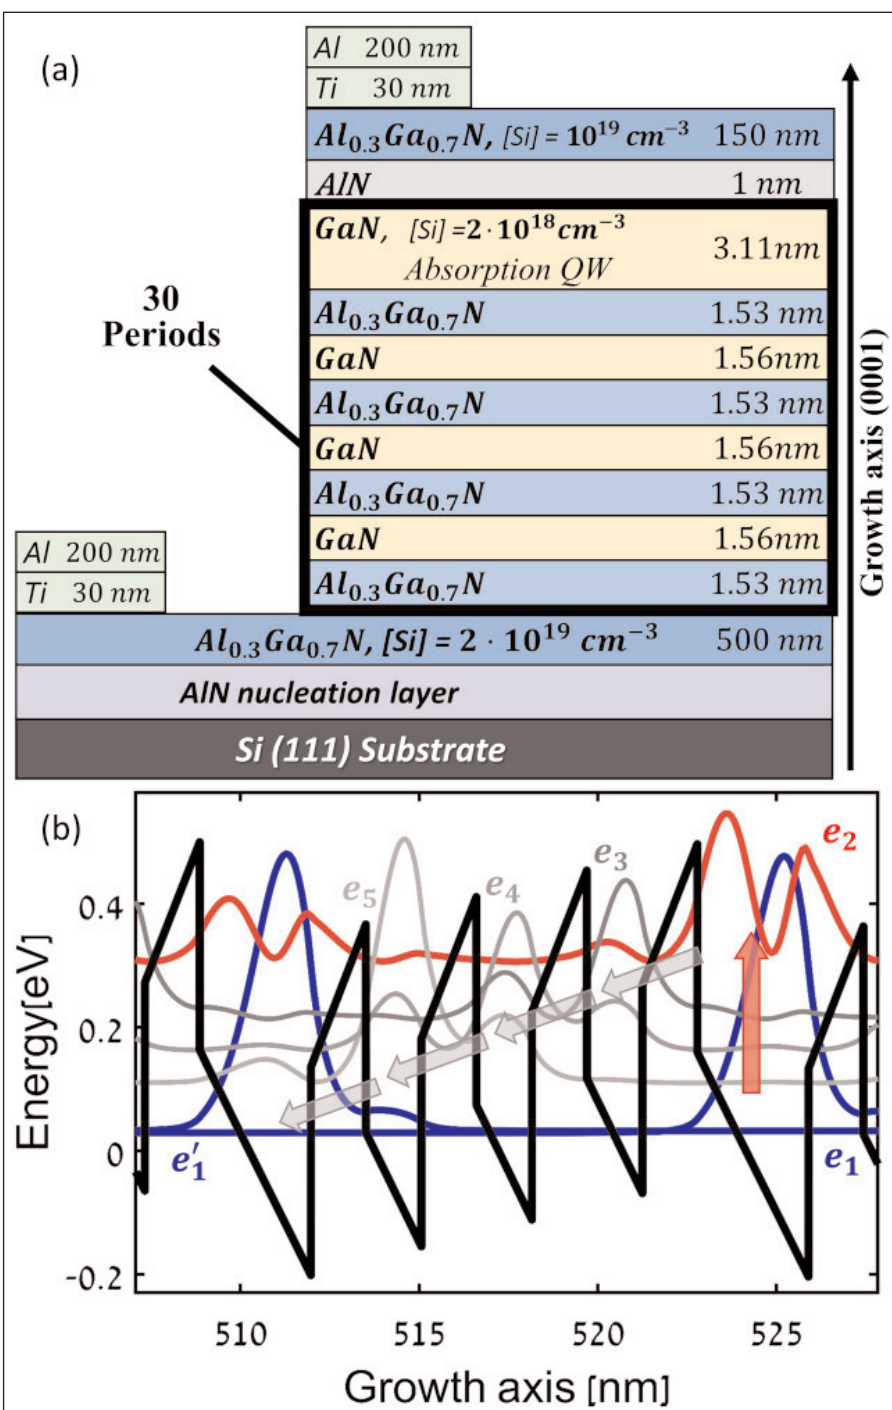 (a)
Al 200 nm
Ti 30 nm
Al0.3Ga0.7N, [Si] = 10^19 cm^−3 150 nm
AlN 1 nm
GaN, [Si] =2 · 10^18 cm^−3
Absorption QW 3.11nm
Al0.3Ga0.7N 1.53 nm
GaN 1.56nm
Al0.3Ga0.7N 1.53 nm
GaN 1.56nm
Al0.3Ga0.7N 1.53 nm
GaN 1.56nm
Al0.3Ga0.7N 1.53 nm
30
Periods
Growth axis (0001)
Al 200 nm
Ti 30 nm
Al0.3Ga0.7N, [Si] = 2 · 10^19 cm^−3 500 nm
AlN nucleation layer
Si (111) Substrate
(b)
e2
e3
e5
e4
e′1
e1
0.4
0.2
0
-0.2
Energy[eV]
510 515 520 525
Growth axis [nm]